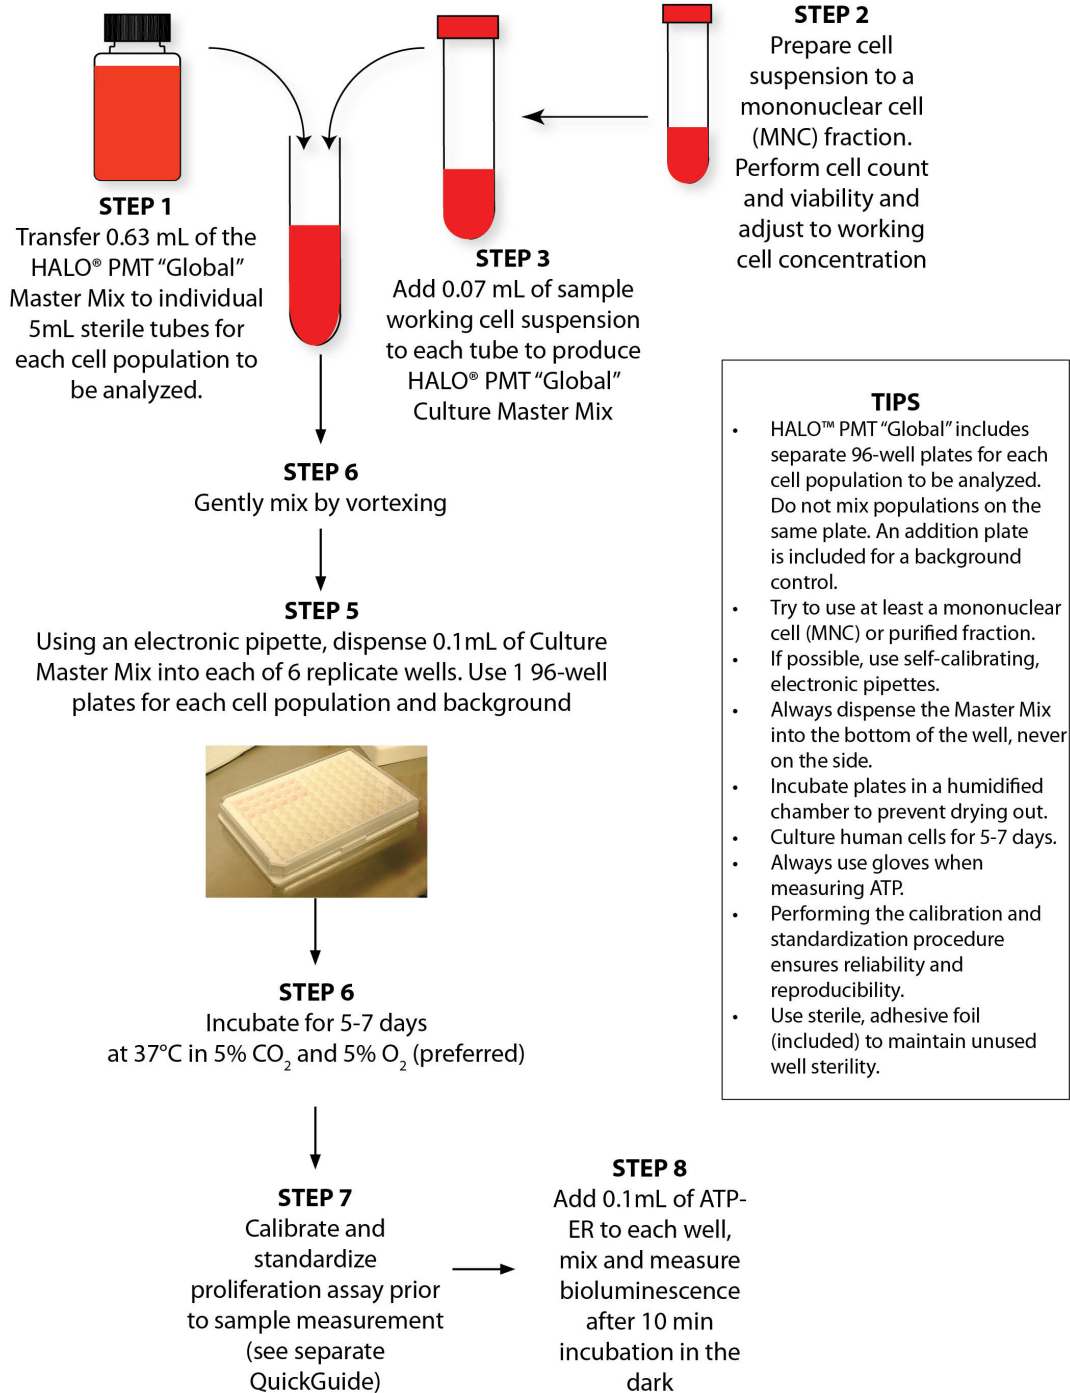 STEP 1
Transfer 0.63 mL of the
HALO® PMT “Global”
Master Mix to individual
5mL sterile tubes for
each cell population to
be analyzed.
STEP 2
Prepare cell
suspension to a
mononuclear cell
(MNC) fraction.
Perform cell count
and viability and
adjust to working
cell concentration
STEP 3
Add 0.07 mL of sample
working cell suspension
to each tube to produce
HALO® PMT “Global”
Culture Master Mix
STEP 6
Gently mix by vortexing
STEP 5
Using an electronic pipette, dispense 0.1mL of Culture
Master Mix into each of 6 replicate wells. Use 1 96-well
plates for each cell population and background
STEP 6
Incubate for 5-7 days
at 37°C in 5% CO₂ and 5% O₂ (preferred)
STEP 7
Calibrate and
standardize
proliferation assay prior
to sample measurement
(see separate
QuickGuide)
STEP 8
Add 0.1mL of ATP-
ER to each well,
mix and measure
bioluminescence
after 10 min
incubation in the
dark
TIPS
• HALO™ PMT “Global” includes
separate 96-well plates for each
cell population to be analyzed.
Do not mix populations on the
same plate. An addition plate
is included for a background
control.
• Try to use at least a mononuclear
cell (MNC) or purified fraction.
• If possible, use self-calibrating,
electronic pipettes.
• Always dispense the Master Mix
into the bottom of the well, never
on the side.
• Incubate plates in a humidified
chamber to prevent drying out.
• Culture human cells for 5-7 days.
• Always use gloves when
measuring ATP.
• Performing the calibration and
standardization procedure
ensures reliability and
reproducibility.
• Use sterile, adhesive foil
(included) to maintain unused
well sterility.